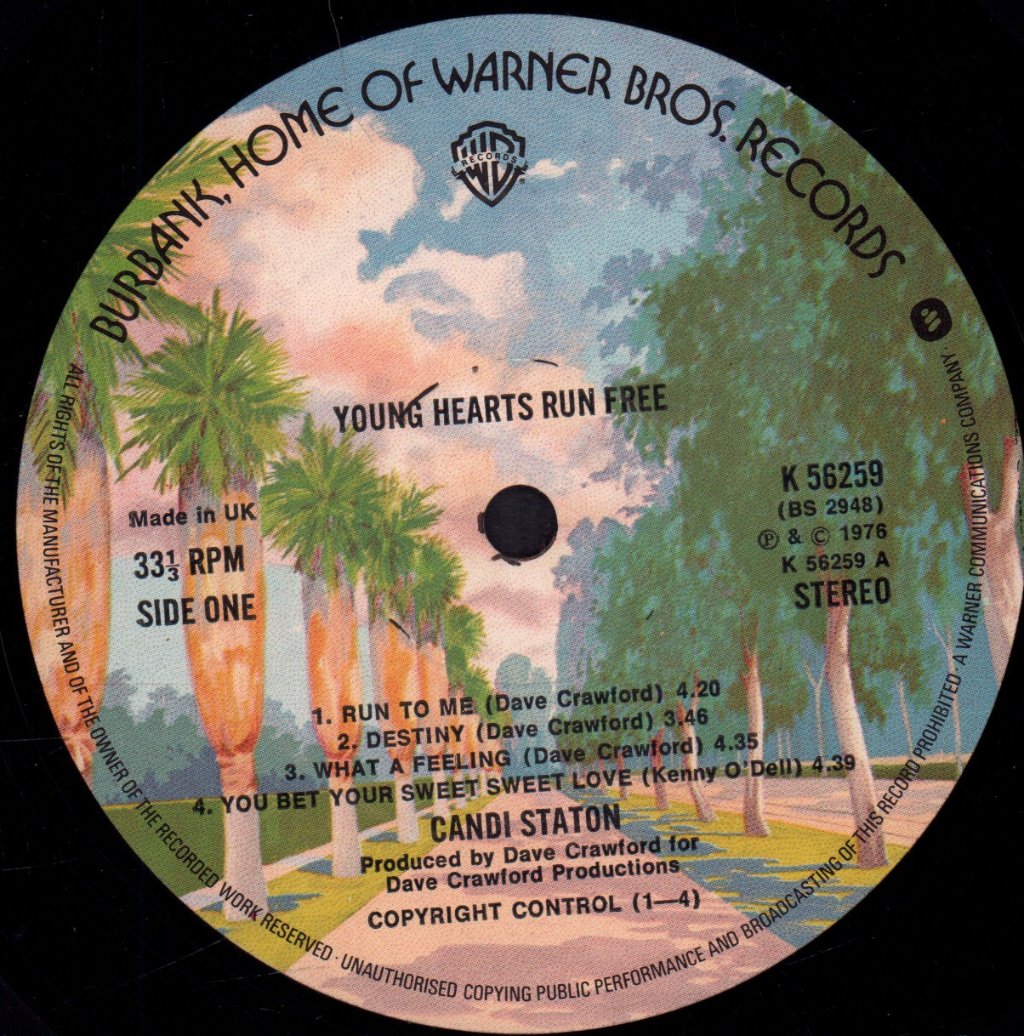 BURBANK, HOME OF WARNER BROS. RECORDS
RECORDS
YOUNG HEARTS RUN FREE
Made in UK
33⅓ RPM
SIDE ONE
K 56259
(BS 2948)
℗ & © 1976
K 56259 A
STEREO
1. RUN TO ME (Dave Crawford) 4.20
2. DESTINY (Dave Crawford) 3.46
3. WHAT A FEELING (Dave Crawford) 4.35
4. YOU BET YOUR SWEET SWEET LOVE (Kenny O'Dell) 4.39
CANDI STATON
Produced by Dave Crawford for
Dave Crawford Productions
COPYRIGHT CONTROL (1—4)
ALL RIGHTS OF THE MANUFACTURER AND OF THE OWNER OF THE RECORDED WORK RESERVED · UNAUTHORISED COPYING PUBLIC PERFORMANCE AND BROADCASTING OF THIS RECORD PROHIBITED · A WARNER COMMUNICATIONS COMPANY.